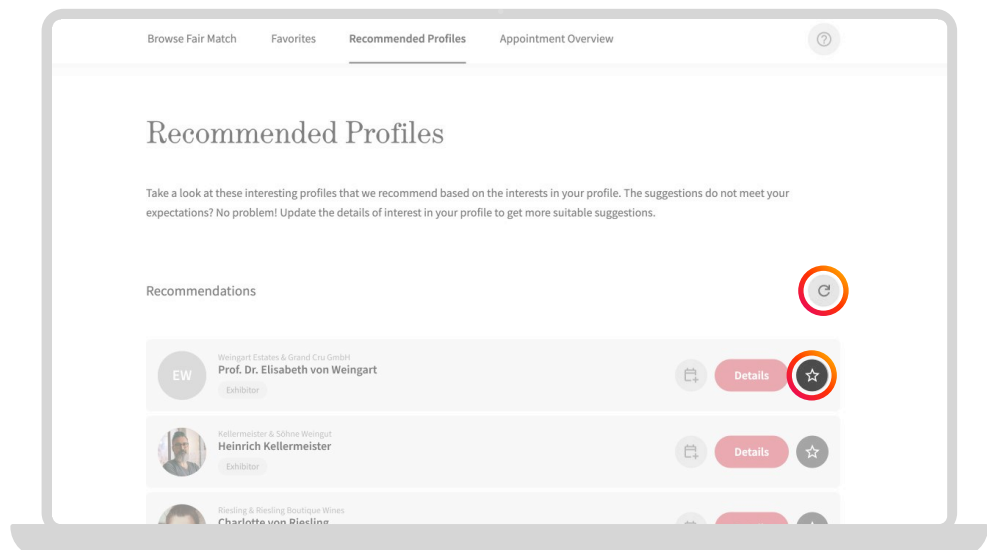 Browse Fair Match Favorites Recommended Profiles Appointment Overview
Recommended Profiles
Take a look at these interesting profiles that we recommend based on the interests in your profile. The suggestions do not meet your
expectations? No problem! Update the details of interest in your profile to get more suitable suggestions.
Recommendations
Weingart Estates & Grand Cru GmbH
EW Prof. Dr. Elisabeth von Weingart Details
Exhibitor
Kellermeister & Söhne Weingut
Heinrich Kellermeister Details
Exhibitor
Riesling & Riesling Boutique Wines
Charlotte von Riesling